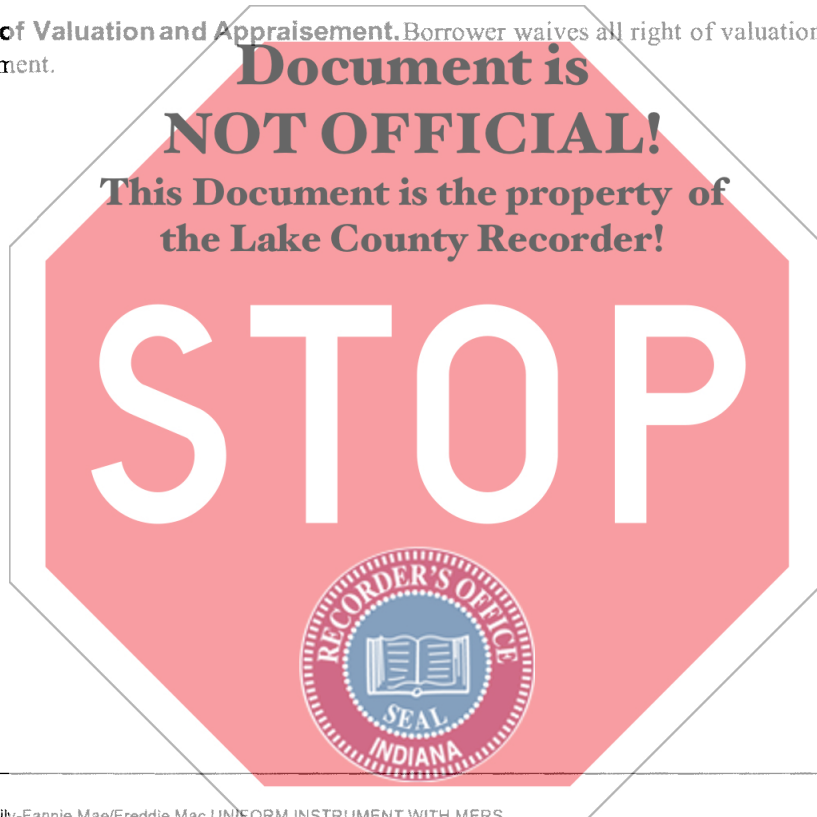 of Valuation and Appraisement. Borrower waives all right of valuation
ment.
Document is
NOT OFFICIAL!
This Document is the property of
the Lake County Recorder!
STOP
RECORDER'S OFFICE
SEAL
INDIANA
ily-Fannie Mae/Freddie Mac UNIFORM INSTRUMENT WITH MERS